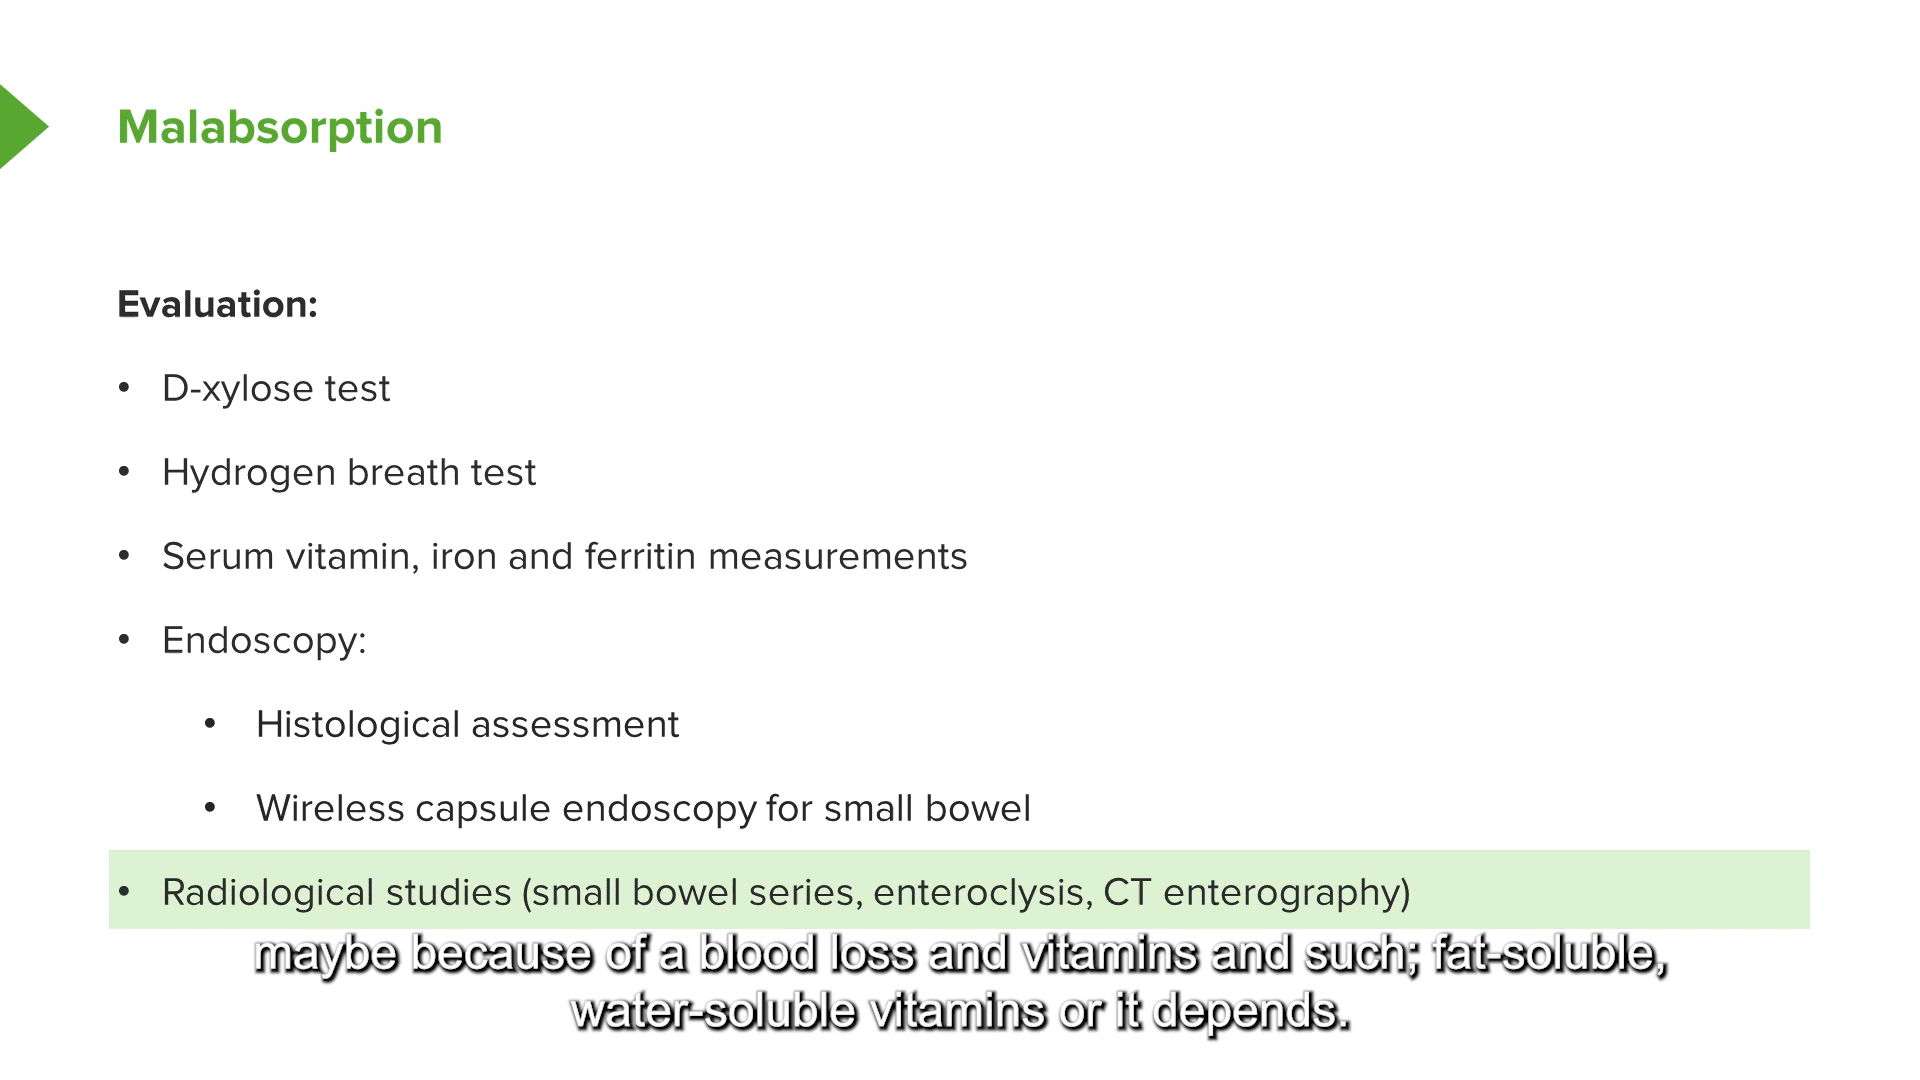 Malabsorption
Evaluation:
• D-xylose test
• Hydrogen breath test
• Serum vitamin, iron and ferritin measurements
• Endoscopy:
• Histological assessment
• Wireless capsule endoscopy for small bowel
• Radiological studies (small bowel series, enteroclysis, CT enterography)
maybe because of a blood loss and vitamins and such; fat-soluble,
water-soluble vitamins or it depends.